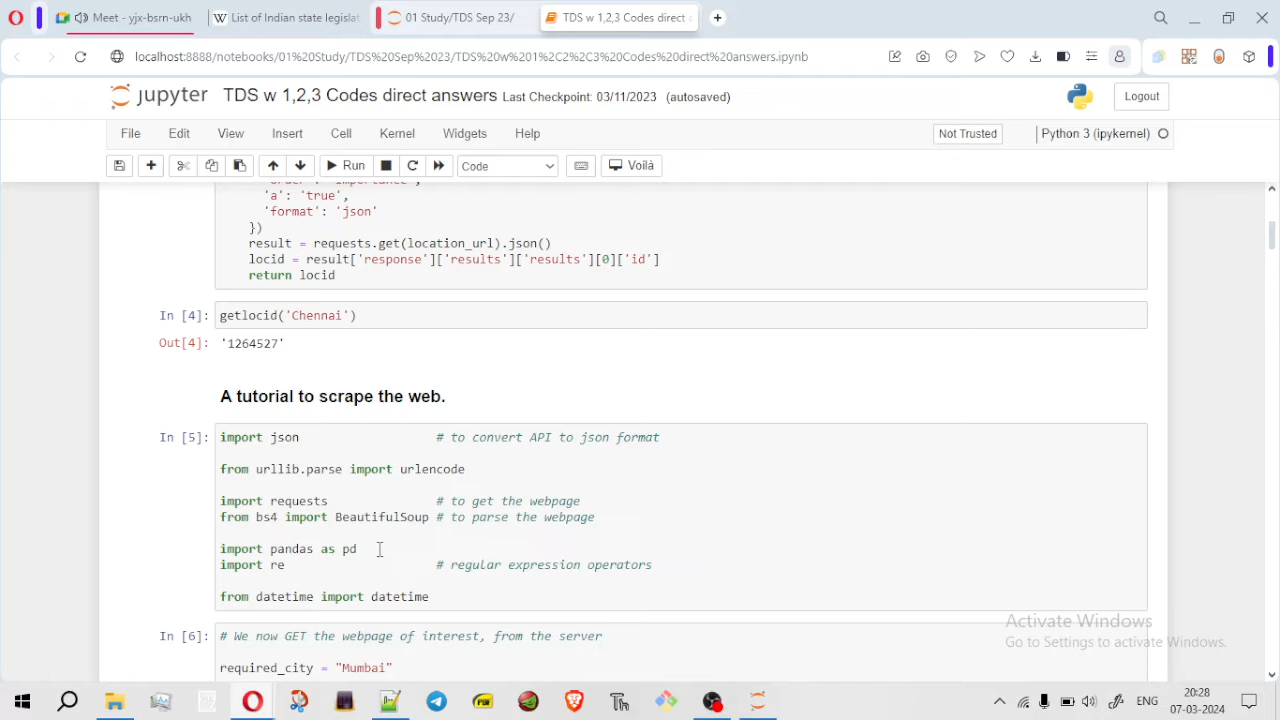 Meet - yjx-bsrn-ukh
List of Indian state legislat
01 Study/TDS Sep 23/
TDS w 1,2,3 Codes direct
localhost:8888/notebooks/01%20Study/TDS%20Sep%2023/TDS%20w%201%2C2%2C3%20Codes%20direct%20answers.ipynb
jupyter TDS w 1,2,3 Codes direct answers Last Checkpoint: 03/11/2023 (autosaved)
Logout
File Edit View Insert Cell Kernel Widgets Help
Not Trusted
Python 3 (ipykernel)
Run
Code
Voilà
'order': 'importance',
'a': 'true',
'format': 'json'
})
result = requests.get(location_url).json()
locid = result['response']['results']['results'][0]['id']
return locid
In [4]: getlocid('Chennai')
Out[4]: '1264527'
A tutorial to scrape the web.
In [5]: import json # to convert API to json format
from urllib.parse import urlencode
import requests # to get the webpage
from bs4 import BeautifulSoup # to parse the webpage
import pandas as pd
import re # regular expression operators
from datetime import datetime
In [6]: # We now GET the webpage of interest, from the server
required_city = "Mumbai"
Activate Windows
Go to Settings to activate Windows.
ENG
20:28
07-03-2024